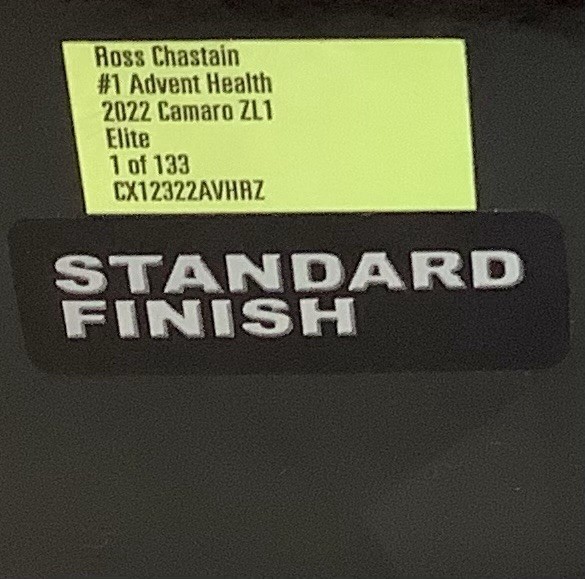 Ross Chastain
#1 Advent Health
2022 Camaro ZL1
Elite
1 of 133
CX12322AVHRZ
STANDARD
FINISH